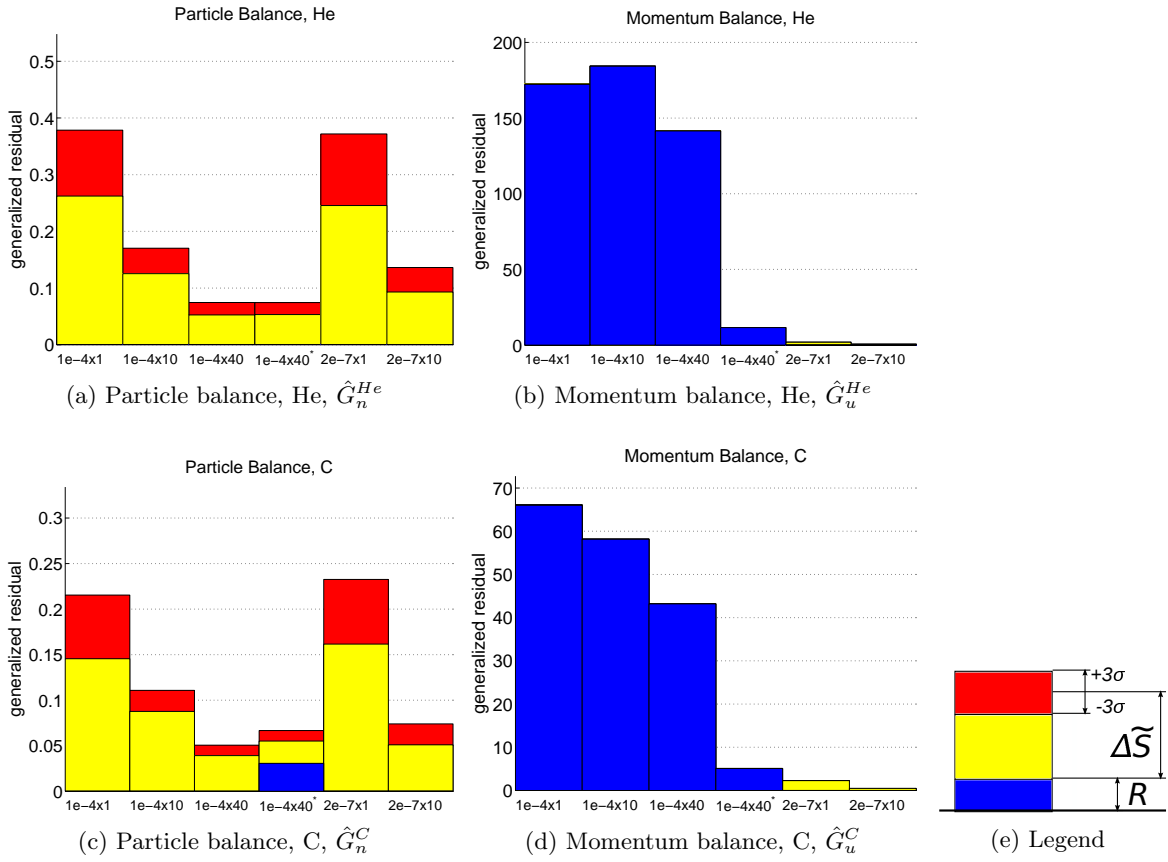 Particle Balance, He
generalized residual
0.5
0.4
0.3
0.2
0.1
0
1e−4x1 1e−4x10 1e−4x40 1e−4x40* 2e−7x1 2e−7x10
(a) Particle balance, He, Ĝ_n^{He}
Momentum Balance, He
generalized residual
200
150
100
50
0
1e−4x1 1e−4x10 1e−4x40 1e−4x40* 2e−7x1 2e−7x10
(b) Momentum balance, He, Ĝ_u^{He}
Particle Balance, C
generalized residual
0.3
0.25
0.2
0.15
0.1
0.05
0
1e−4x1 1e−4x10 1e−4x40 1e−4x40* 2e−7x1 2e−7x10
(c) Particle balance, C, Ĝ_n^C
Momentum Balance, C
generalized residual
70
60
50
40
30
20
10
0
1e−4x1 1e−4x10 1e−4x40 1e−4x40* 2e−7x1 2e−7x10
(d) Momentum balance, C, Ĝ_u^C
+3σ
-3σ
ΔS̃
R
(e) Legend